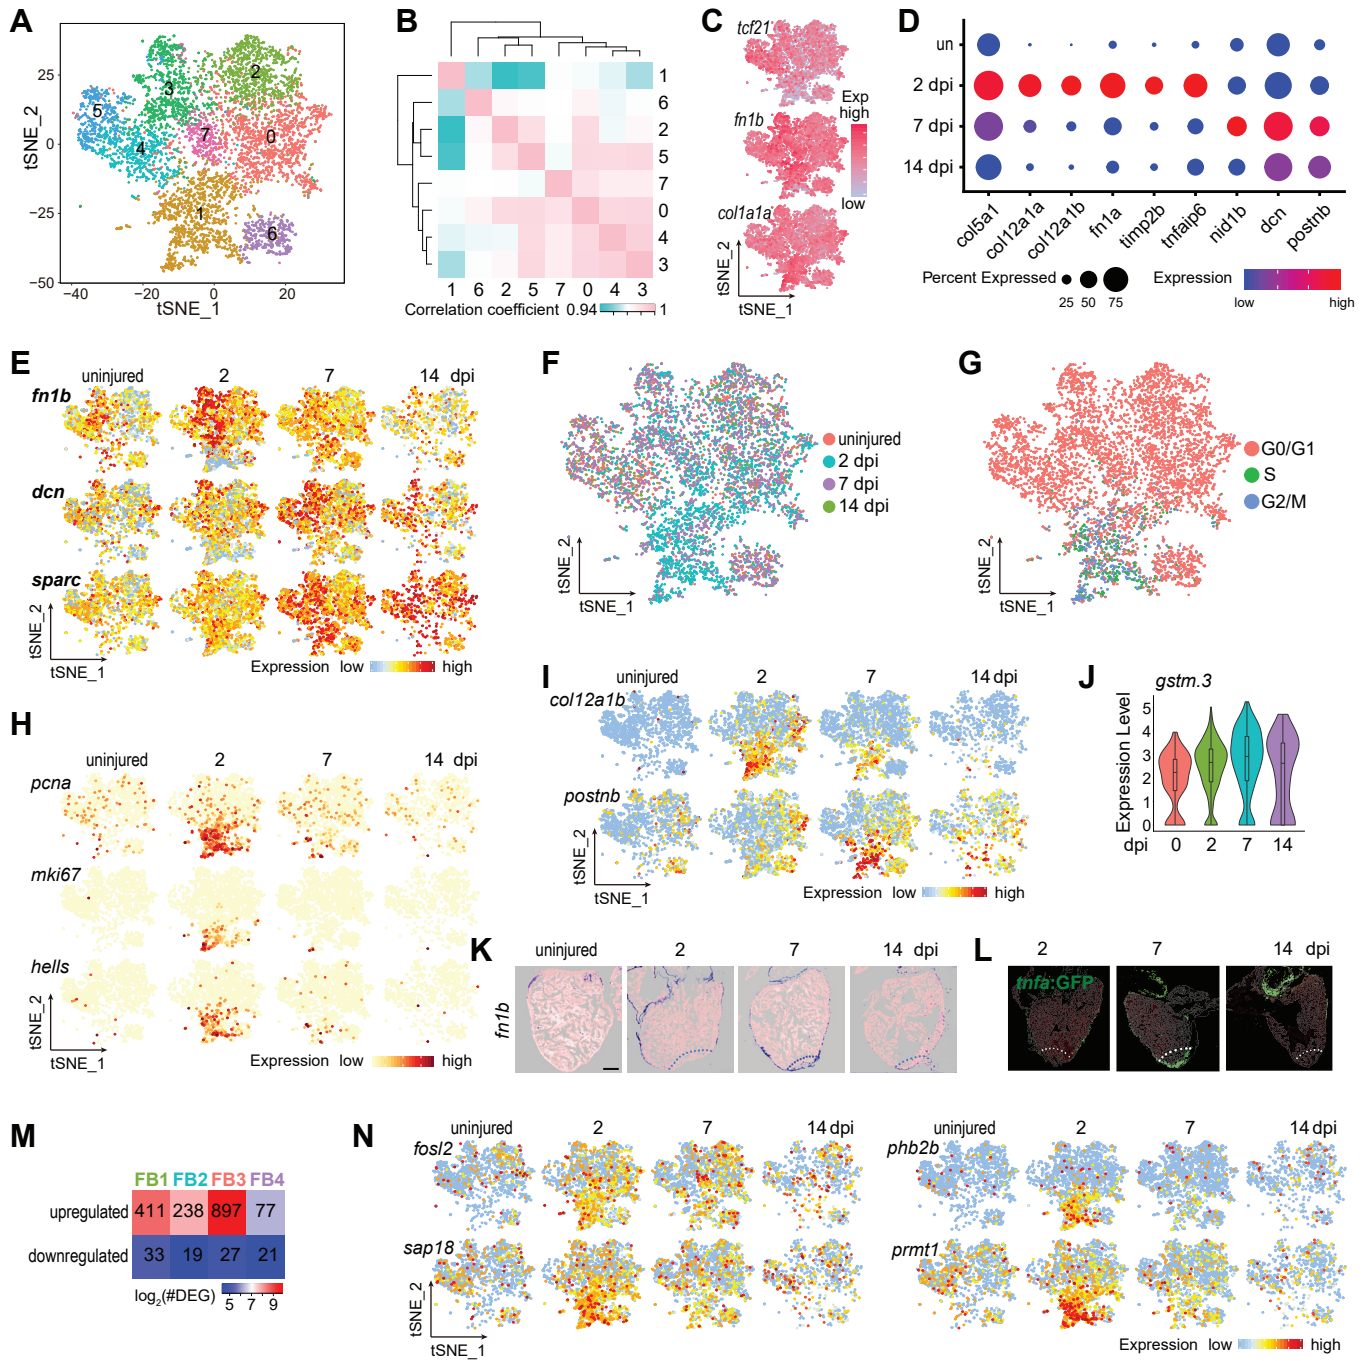 A
tSNE_2
25
0
−25
−50
−40
−20
0
20
tSNE_1
0
1
2
3
4
5
6
7
B
1
6
2
5
7
0
4
3
1 6 2 5 7 0 4 3
Correlation coefficient 0.94 1
C
tcf21
fn1b
col1a1a
Exp
high
low
tSNE_2
tSNE_1
D
un
2 dpi
7 dpi
14 dpi
col5a1
col12a1a
col12a1b
fn1a
timp2b
tnfaip6
nid1b
dcn
postnb
Percent Expressed
25 50 75
Expression
low high
E
uninjured 2 7 14 dpi
fn1b
dcn
sparc
tSNE_2
tSNE_1
Expression low high
F
uninjured
2 dpi
7 dpi
14 dpi
tSNE_2
tSNE_1
G
G0/G1
S
G2/M
tSNE_2
tSNE_1
H
uninjured 2 7 14 dpi
pcna
mki67
hells
tSNE_2
tSNE_1
Expression low high
I
uninjured 2 7 14 dpi
col12a1b
postnb
tSNE_2
tSNE_1
Expression low high
J
gstm.3
Expression Level
5
4
3
2
1
0
dpi 0 2 7 14
K
uninjured 2 7 14 dpi
fn1b
L
2 7 14 dpi
tnfa:GFP
M
FB1 FB2 FB3 FB4
upregulated 411 238 897 77
downregulated 33 19 27 21
log2(#DEG) 5 7 9
N
uninjured 2 7 14 dpi
fosl2
sap18
tSNE_2
tSNE_1
uninjured 2 7 14 dpi
phb2b
prmt1
Expression low high